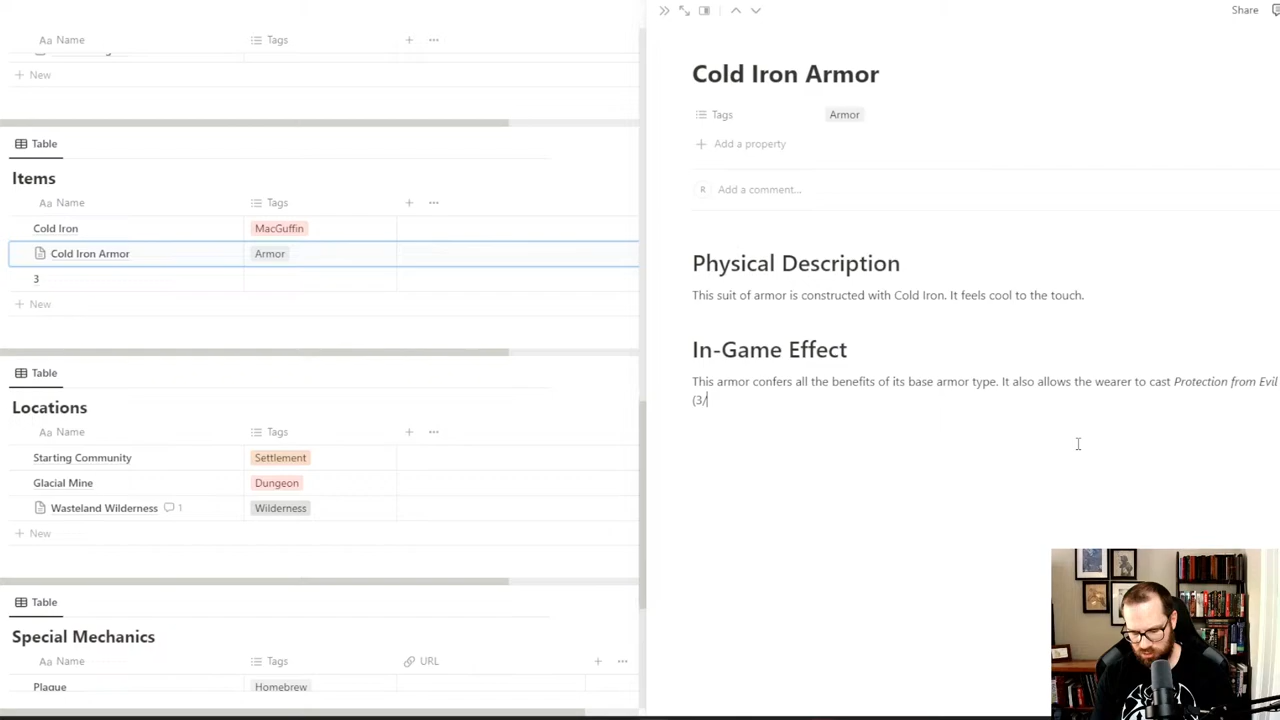 Aa Name Tags
+ New
Table
Items
Aa Name Tags
Cold Iron MacGuffin
Cold Iron Armor Armor
3
+ New
Table
Locations
Aa Name Tags
Starting Community Settlement
Glacial Mine Dungeon
Wasteland Wilderness 1 Wilderness
+ New
Table
Special Mechanics
Aa Name Tags URL
Plague Homebrew
Share
Cold Iron Armor
Tags Armor
+ Add a property
R Add a comment...
Physical Description
This suit of armor is constructed with Cold Iron. It feels cool to the touch.
In-Game Effect
This armor confers all the benefits of its base armor type. It also allows the wearer to cast Protection from Evil
(3/